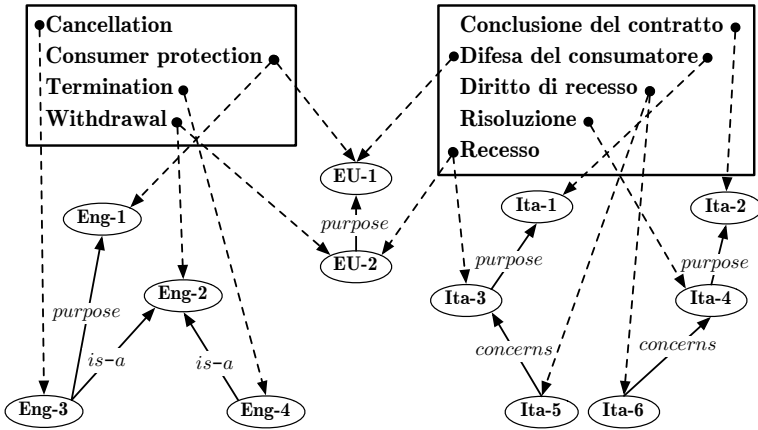 Cancellation
Consumer protection
Termination
Withdrawal
Conclusione del contratto
Difesa del consumatore
Diritto di recesso
Risoluzione
Recesso
EU-1
Eng-1
Ita-1
Ita-2
purpose
purpose
purpose
EU-2
Eng-2
Ita-3
Ita-4
purpose
is-a
is-a
concerns
concerns
Eng-3
Eng-4
Ita-5
Ita-6